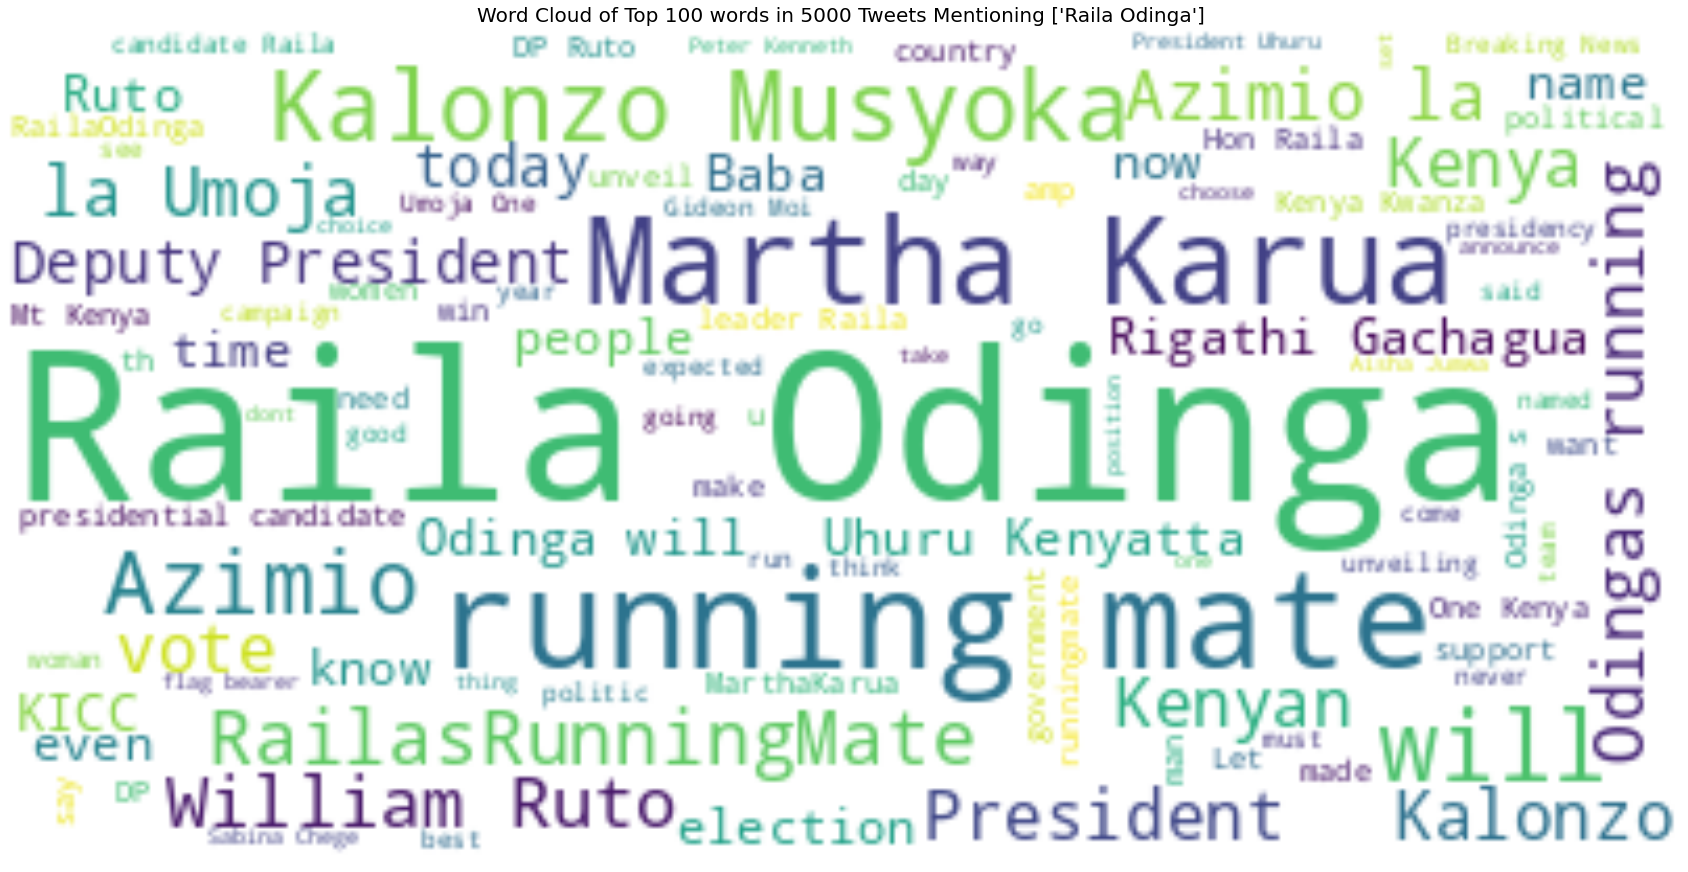 Word Cloud of Top 100 words in 5000 Tweets Mentioning ['Raila Odinga']
candidate Raila
DP Ruto
Peter Kenneth
country
President Uhuru
set
Breaking News
Ruto
Kalonzo Musyoka
Azimio la
name
RailaOdinga
political
see
Hon Raila
la Umoja
today
unveil
Baba
day
way
amp
now
choose
Kenya
Umoja One
Gideon Moi
Kenya Kwanza
choice
Deputy President
Martha Karua
presidency
announce
Odingas running
women
year
said
Mt Kenya
campaign
win
leader Raila
go
th
time
people
expected
take
Rigathi Gachagua
Aisha Jumwa
Raila Odinga
need
dont
good
going
u
position
named
want
make
presidential candidate
Odinga will
Uhuru Kenyatta
come
Odinga s
team
Azimio
run
think
one
unveiling
running mate
One Kenya
vote
know
woman
flag bearer
thing
politic
MarthaKarua
government
runningmate
support
never
KICC
even
RailasRunningMate
Kenyan
man
must
Let
made
Will
say
DP
William Ruto
election
President
Kalonzo
Sabina Chege
best